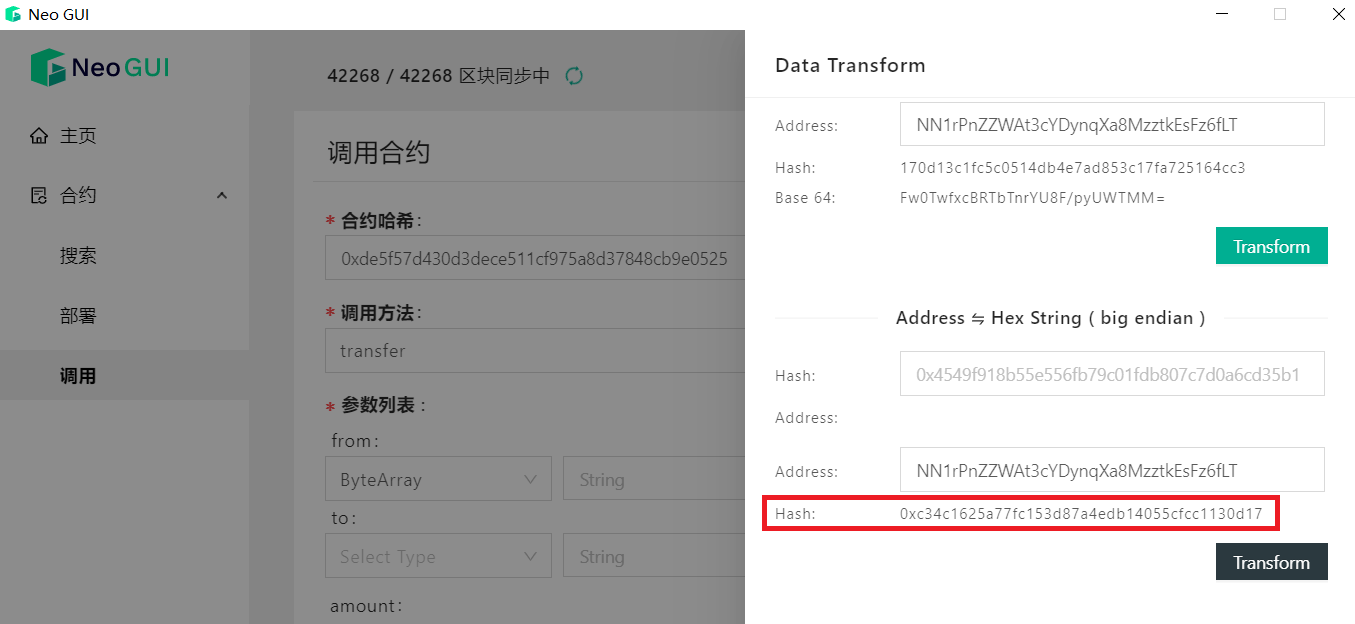 Neo GUI
Neo GUI
主页
合约
搜索
部署
调用
42268 / 42268 区块同步中
调用合约
* 合约哈希:
0xde5f57d430d3dece511cf975a8d37848cb9e0525
* 调用方法:
transfer
* 参数列表 :
from:
ByteArray
String
to:
Select Type
String
amount:
Data Transform
Address:
NN1rPnZZWAt3cYDynqXa8MzztkEsFz6fLT
Hash:
170d13c1fc5c0514db4e7ad853c17fa725164cc3
Base 64:
Fw0TwfxcBRTbTnrYU8F/pyUWTMM=
Transform
Address ⇋ Hex String ( big endian )
Hash:
0x4549f918b55e556fb79c01fdb807c7d0a6cd35b1
Address:
Address:
NN1rPnZZWAt3cYDynqXa8MzztkEsFz6fLT
Hash:
0xc34c1625a77fc153d87a4edb14055cfcc1130d17
Transform